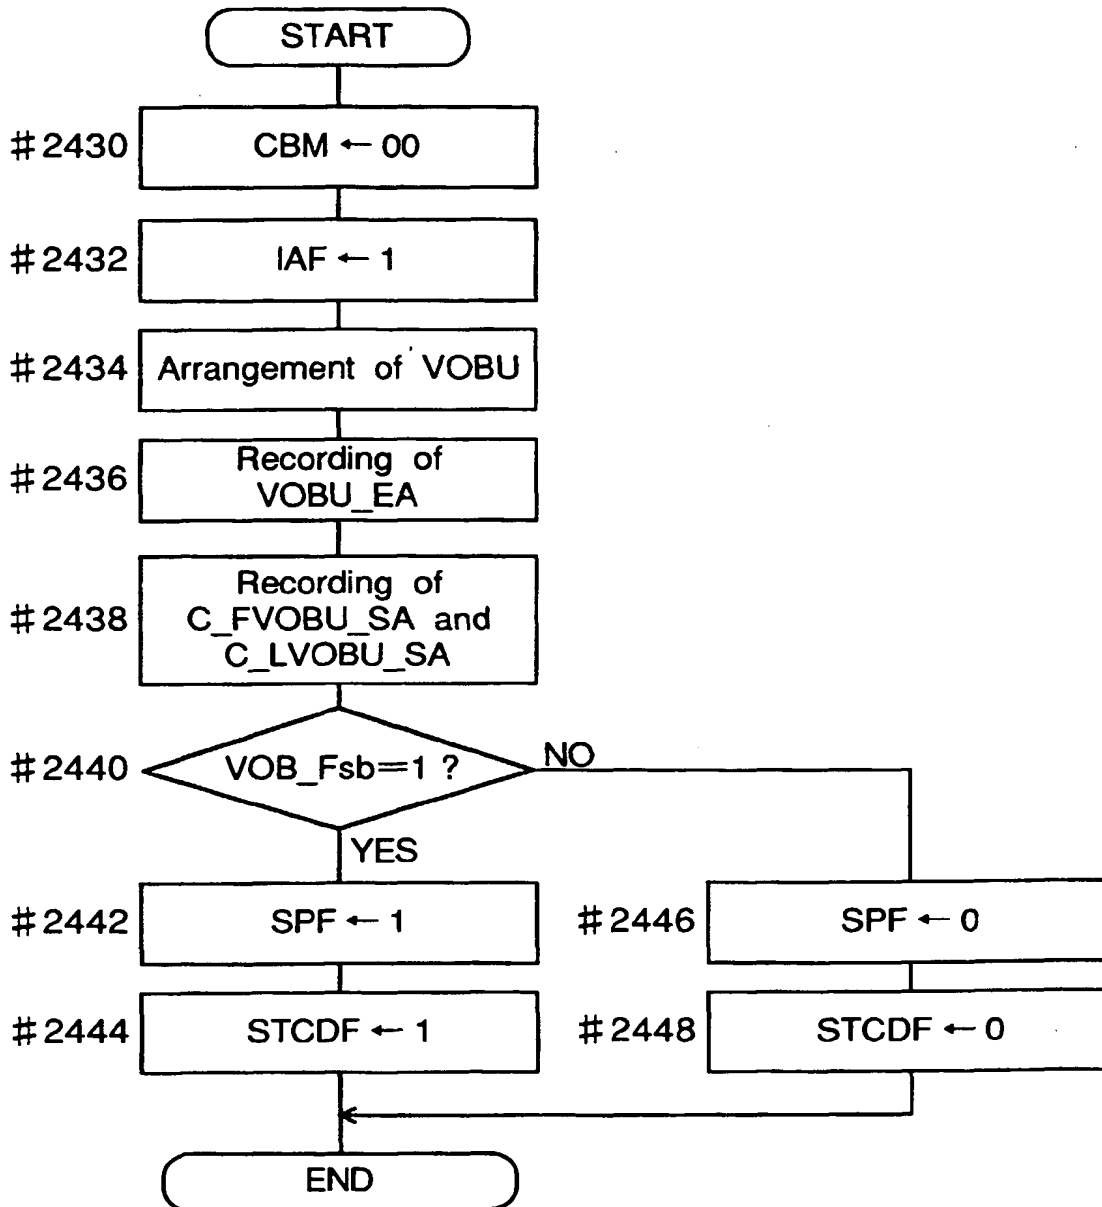 START
#2430
CBM ← 00
#2432
IAF ← 1
#2434
Arrangement of VOBU
#2436
Recording of
VOBU_EA
#2438
Recording of
C_FVOBU_SA and
C_LVOBU_SA
#2440
VOB_Fsb=1 ?
NO
YES
#2442
SPF ← 1
#2446
SPF ← 0
#2444
STCDF ← 1
#2448
STCDF ← 0
END